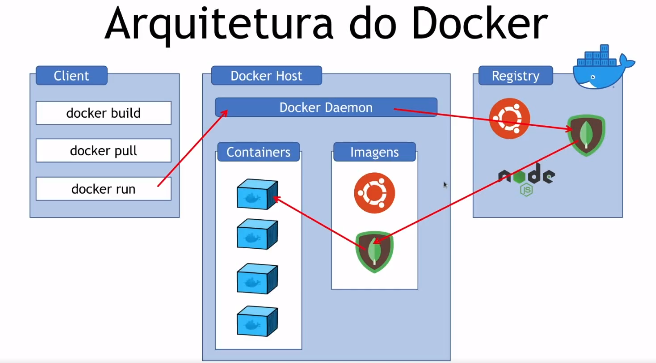 Arquitetura do Docker
Client
docker build
docker pull
docker run
Docker Host
Docker Daemon
Containers
Imagens
Registry
node
JS